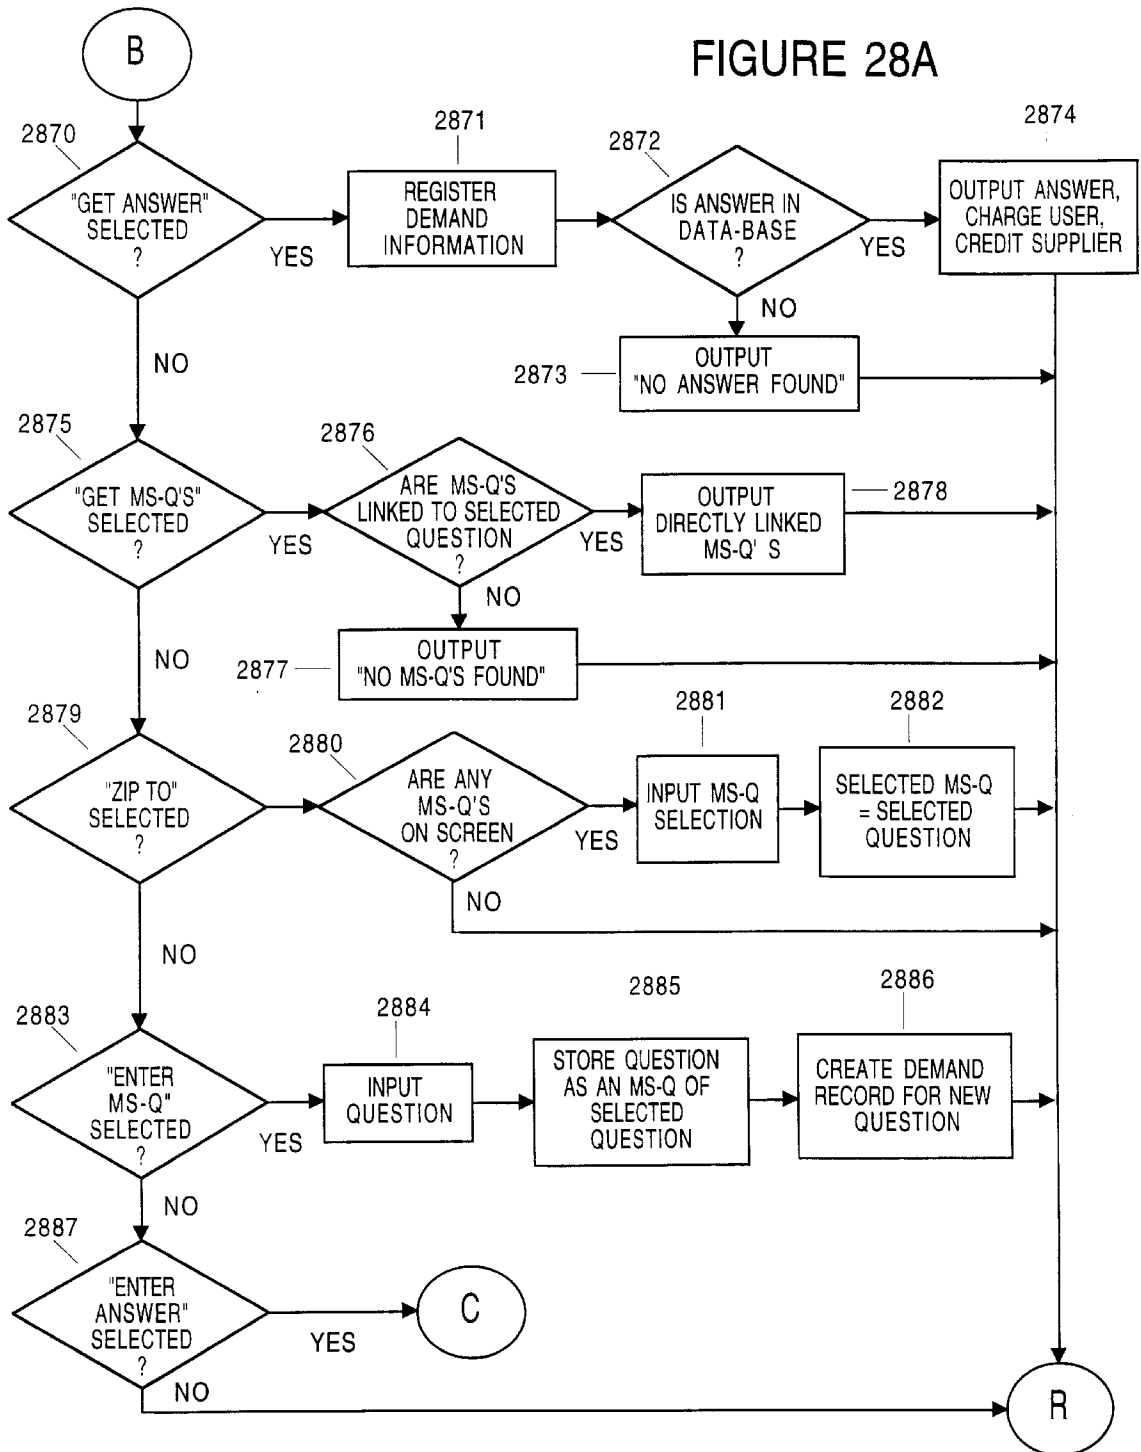 B
FIGURE 28A
2870
"GET ANSWER"
SELECTED
?
YES
NO
2871
REGISTER
DEMAND
INFORMATION
2872
IS ANSWER IN
DATA-BASE
?
YES
NO
2874
OUTPUT ANSWER,
CHARGE USER,
CREDIT SUPPLIER
2873
OUTPUT
"NO ANSWER FOUND"
2875
"GET MS-Q'S"
SELECTED
?
YES
NO
2876
ARE MS-Q'S
LINKED TO SELECTED
QUESTION
?
YES
NO
OUTPUT
DIRECTLY LINKED
MS-Q' S
2878
2877
OUTPUT
"NO MS-Q'S FOUND"
2879
"ZIP TO"
SELECTED
?
NO
2880
ARE ANY
MS-Q'S
ON SCREEN
?
YES
NO
2881
INPUT MS-Q
SELECTION
2882
SELECTED MS-Q
= SELECTED
QUESTION
2883
"ENTER
MS-Q"
SELECTED
?
YES
NO
2884
INPUT
QUESTION
2885
STORE QUESTION
AS AN MS-Q OF
SELECTED
QUESTION
2886
CREATE DEMAND
RECORD FOR NEW
QUESTION
2887
"ENTER
ANSWER"
SELECTED
?
YES
NO
C
R